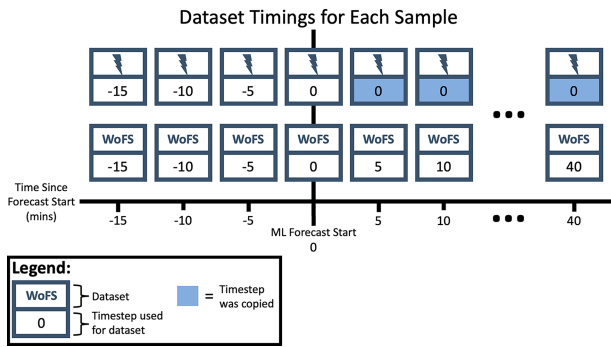 Dataset Timings for Each Sample
-15 -10 -5 0 0 0 0
WoFS WoFS WoFS WoFS WoFS WoFS WoFS
-15 -10 -5 0 5 10 40
Time Since
Forecast Start
(mins)
-15 -10 -5 5 10 40
ML Forecast Start
0
Legend:
WoFS Dataset
0 Timestep used
for dataset
= Timestep
was copied